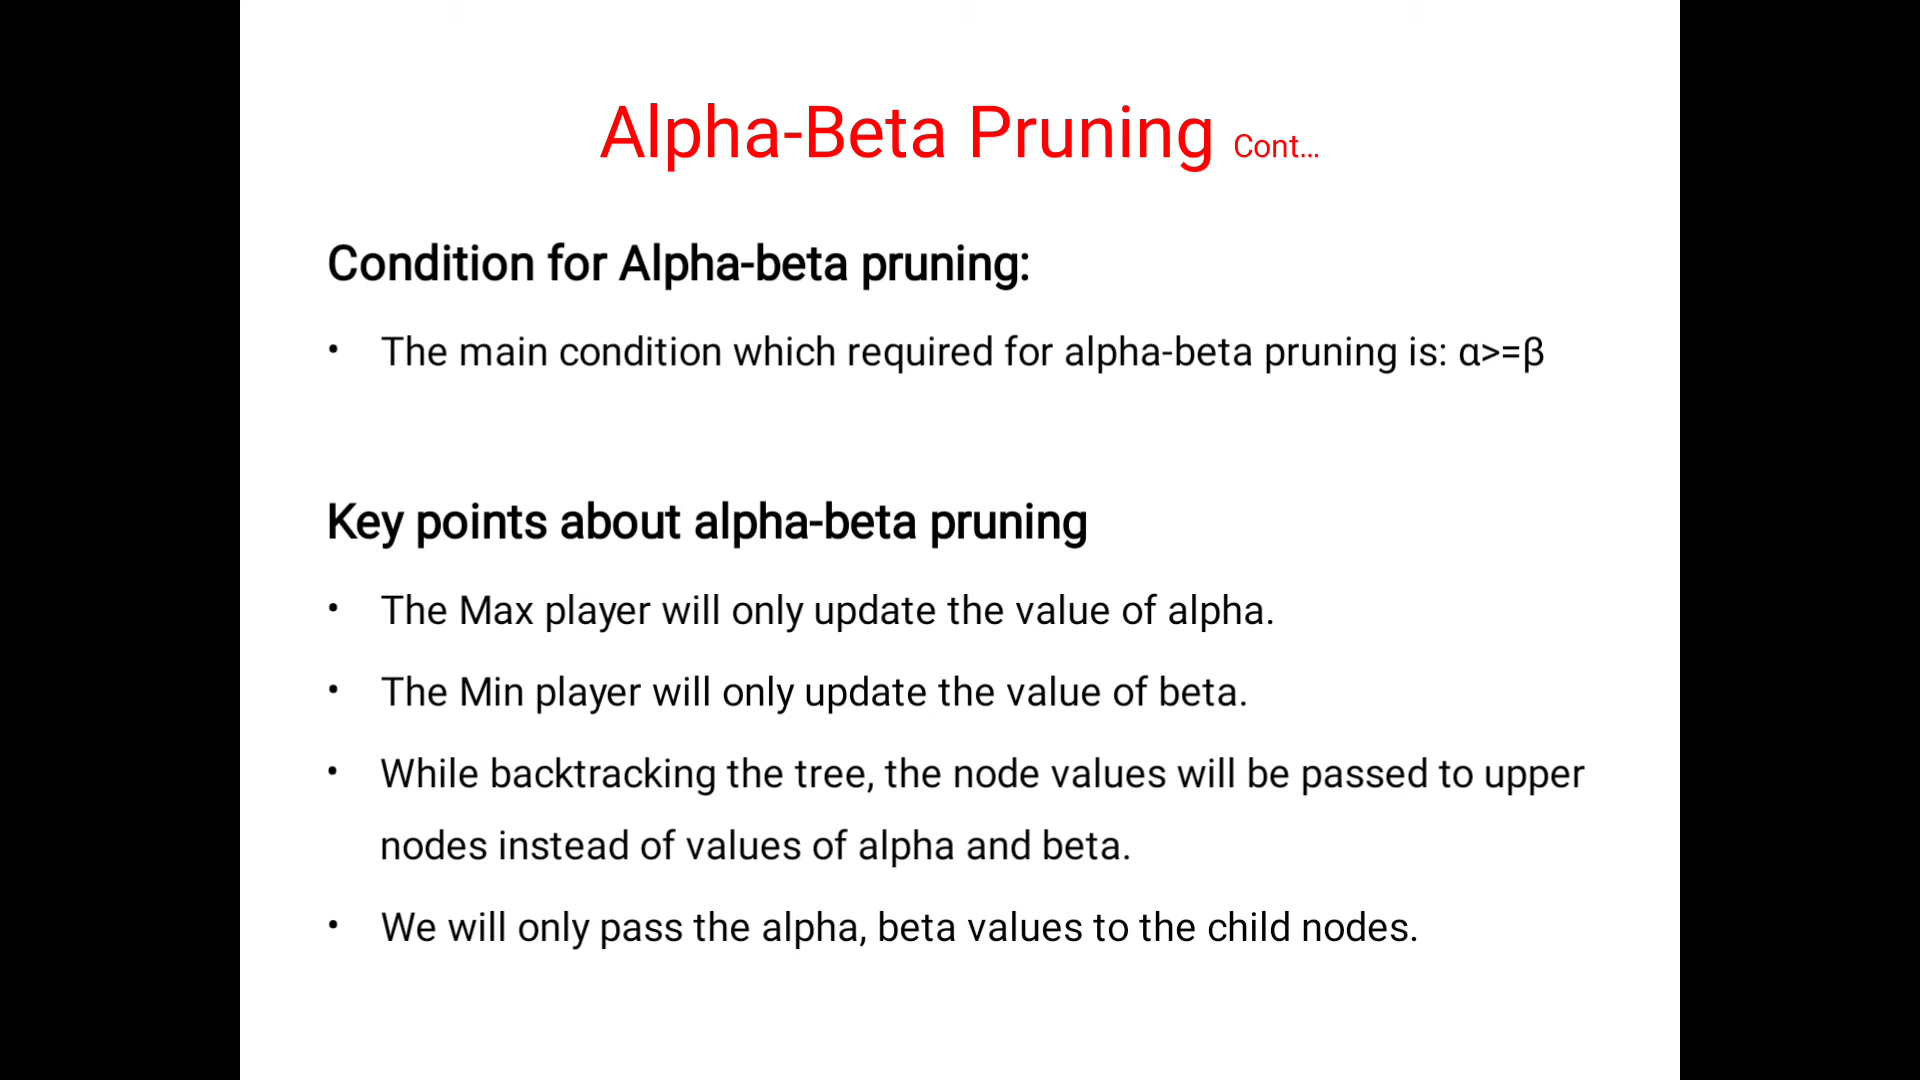 Alpha-Beta Pruning Cont...
Condition for Alpha-beta pruning:
• The main condition which required for alpha-beta pruning is: α>=β
Key points about alpha-beta pruning
• The Max player will only update the value of alpha.
• The Min player will only update the value of beta.
• While backtracking the tree, the node values will be passed to upper
nodes instead of values of alpha and beta.
• We will only pass the alpha, beta values to the child nodes.